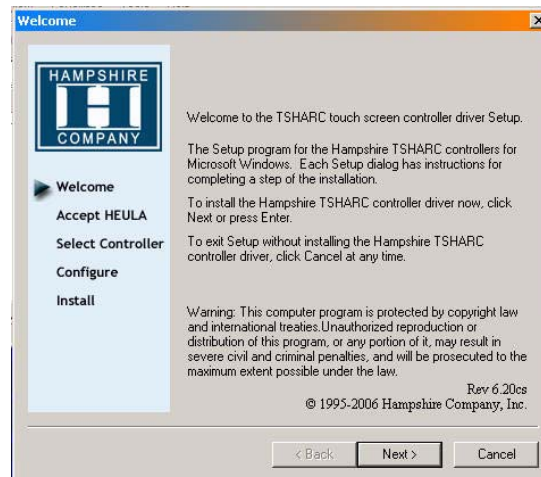 Welcome
HAMPSHIRE
H
COMPANY
Welcome
Accept HEULA
Select Controller
Configure
Install
Welcome to the TSHARC touch screen controller driver Setup.
The Setup program for the Hampshire TSHARC controllers for
Microsoft Windows. Each Setup dialog has instructions for
completing a step of the installation.
To install the Hampshire TSHARC controller driver now, click
Next or press Enter.
To exit Setup without installing the Hampshire TSHARC
controller driver, click Cancel at any time.
Warning: This computer program is protected by copyright law
and international treaties.Unauthorized reproduction or
distribution of this program, or any portion of it, may result in
severe civil and criminal penalties, and will be prosecuted to the
maximum extent possible under the law.
Rev 6.20cs
© 1995-2006 Hampshire Company, Inc.
< Back
Next >
Cancel